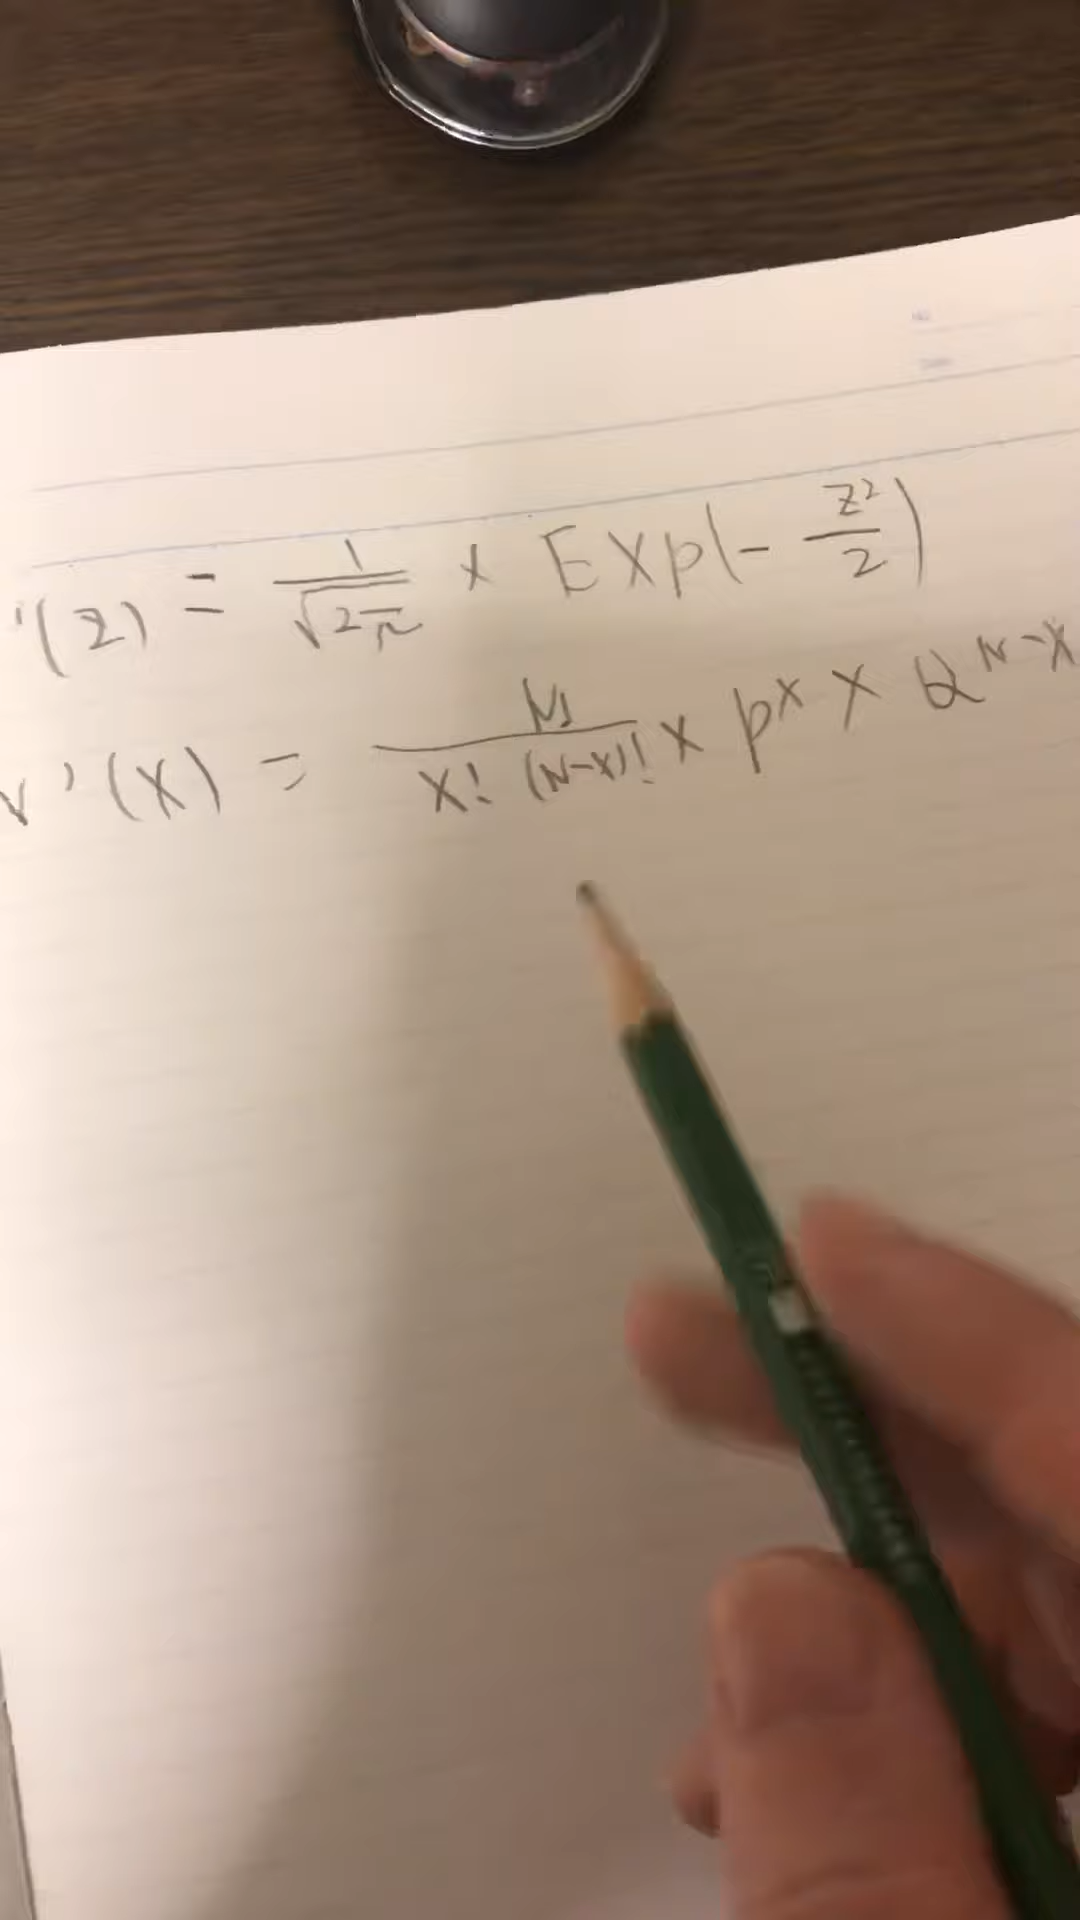 '(z) = 1/√2π × EXP(- z²/2)
'(x) = N!/x! (N-x)! × p^x × Q^N-x